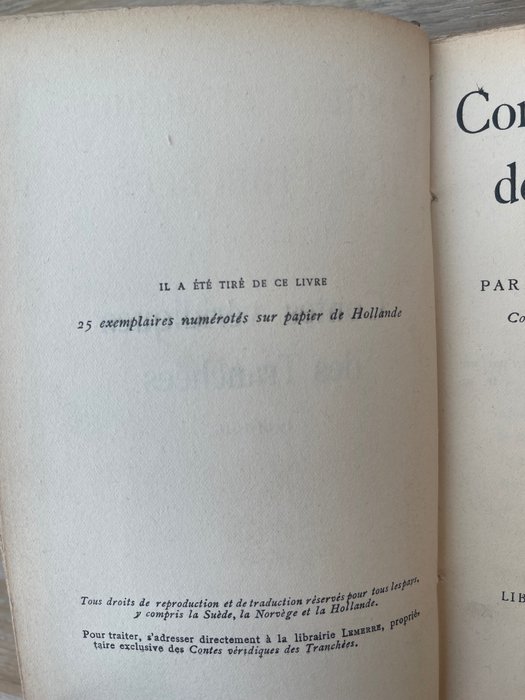 IL A ÉTÉ TIRÉ DE CE LIVRE
25 exemplaires numérotés sur papier de Hollande
Tous droits de reproduction et de traduction réservés pour tous les pays,
y compris la Suède, la Norvège et la Hollande.
Pour traiter, s'adresser directement à la librairie LEMERRE, proprié-
taire exclusive des Contes véridiques des Tranchées.
Con
de
PAR
Co
LIB